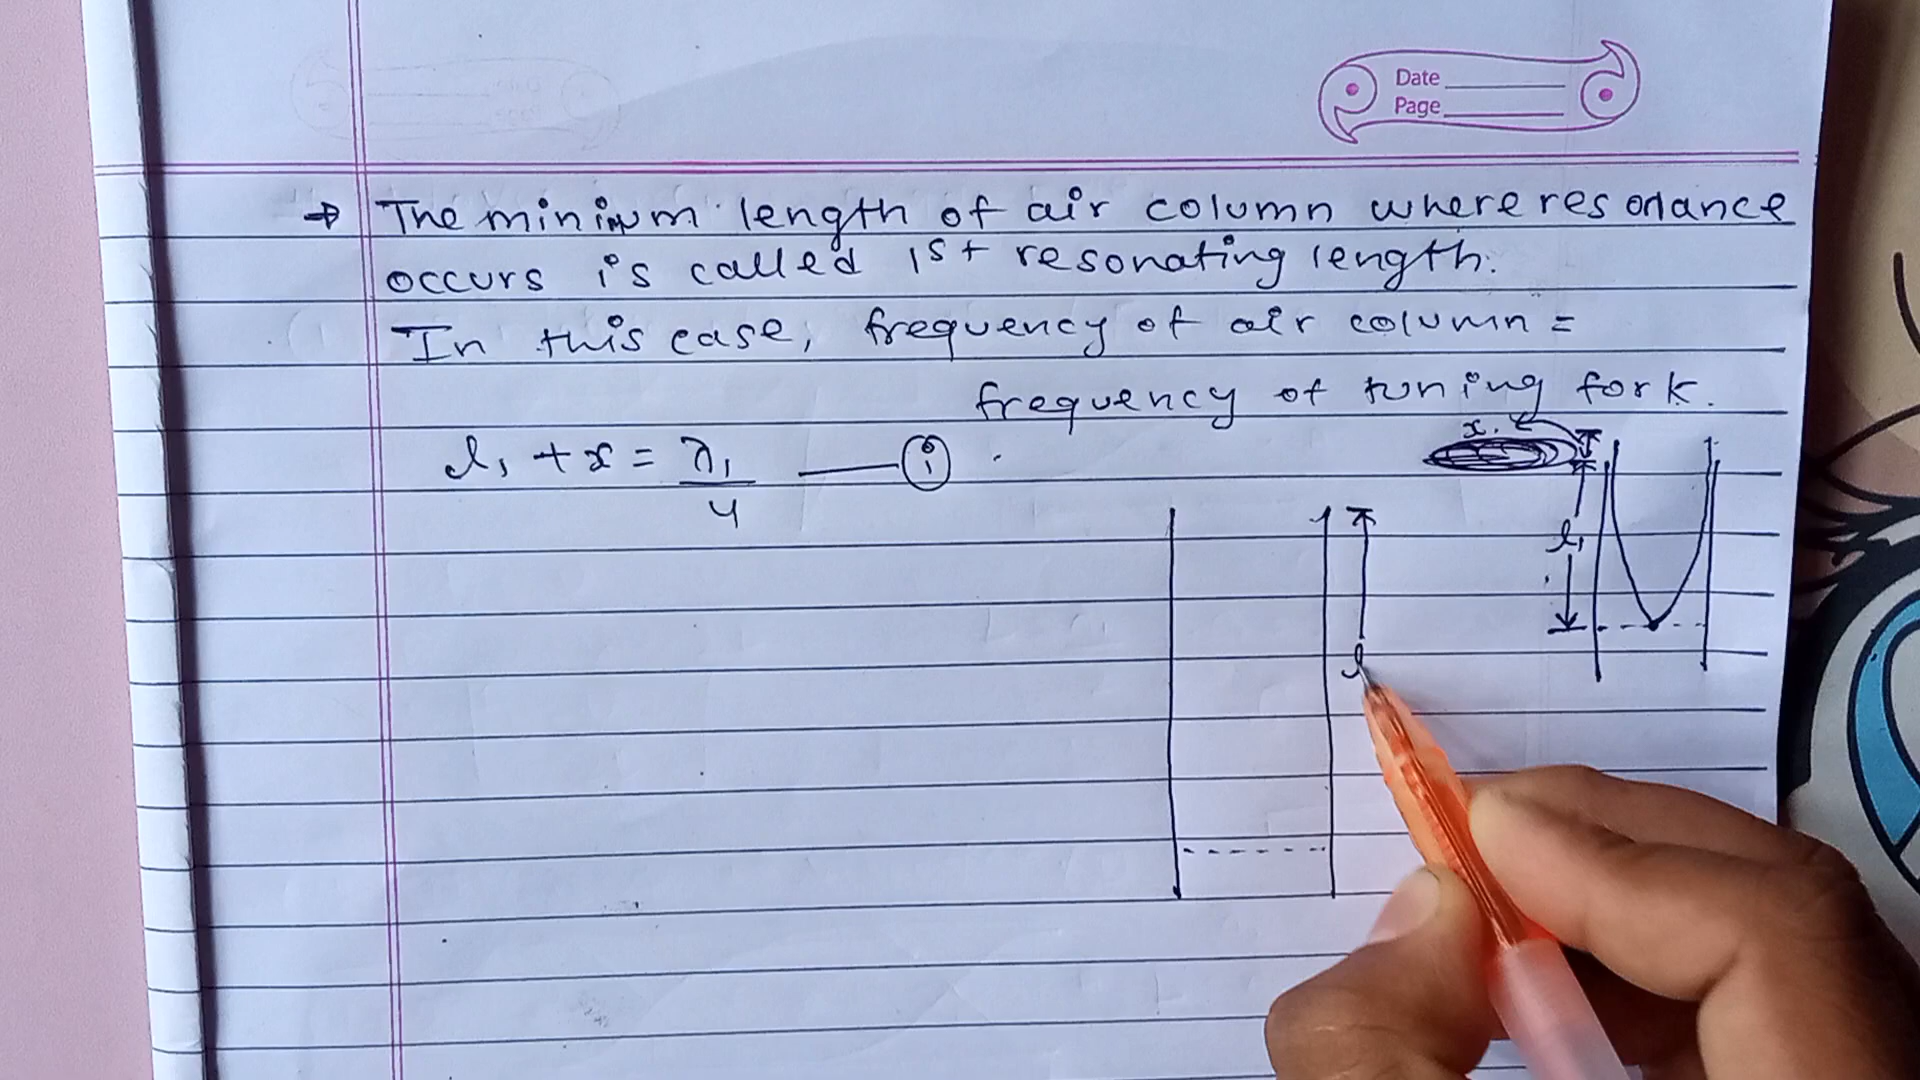 Date
Page
→ The minimum length of air column where resonance
occurs is called 1st resonating length.
In this case, frequency of air column =
frequency of tuning fork.
l₁ + x = λ₁/4 —— (i)
x.
l₁
l